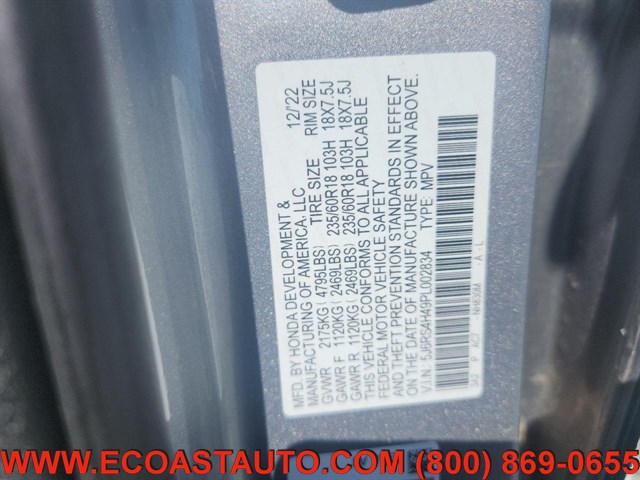 MFD. BY HONDA DEVELOPMENT & 12/22
MANUFACTURING OF AMERICA, LLC
TIRE SIZE RIM SIZE
GVWR 2175KG ( 4795LBS)
GAWR F 1120KG ( 2469LBS) 235/60R18 103H 18X7.5J
GAWR R 1120KG ( 2469LBS) 235/60R18 103H 18X7.5J
THIS VEHICLE CONFORMS TO ALL APPLICABLE
FEDERAL MOTOR VEHICLE SAFETY
AND THEFT PREVENTION STANDARDS IN EFFECT
ON THE DATE OF MANUFACTURE SHOWN ABOVE.
V.I.N. 5J6RS4H49PL002834 TYPE: MPV
A - L
WWW.ECOASTAUTO.COM (800) 869-0655